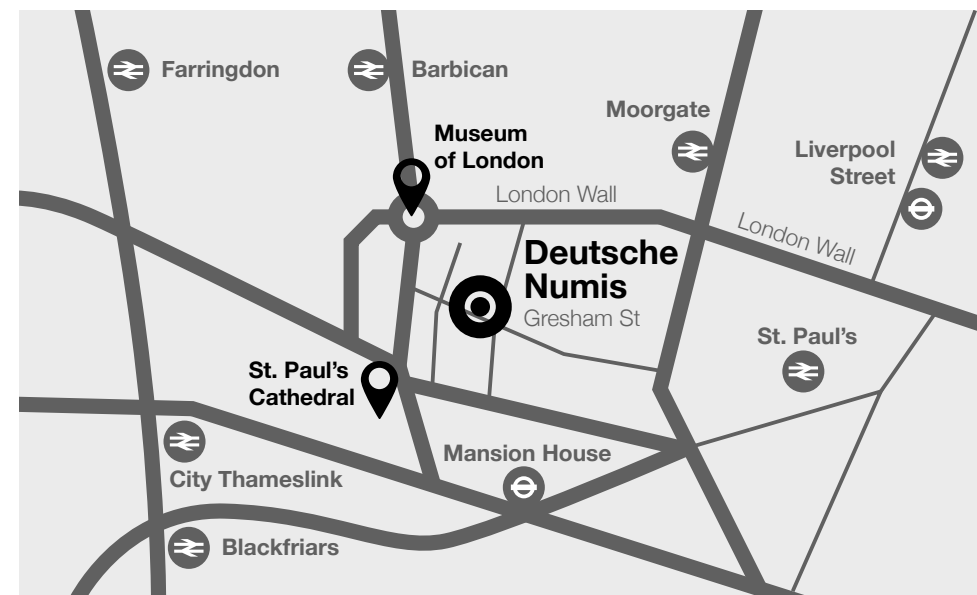 Farringdon
Barbican
Moorgate
Museum
of London
Liverpool
Street
London Wall
London Wall
Deutsche
Numis
Gresham St
St. Paul’s
St. Paul’s
Cathedral
Mansion House
City Thameslink
Blackfriars